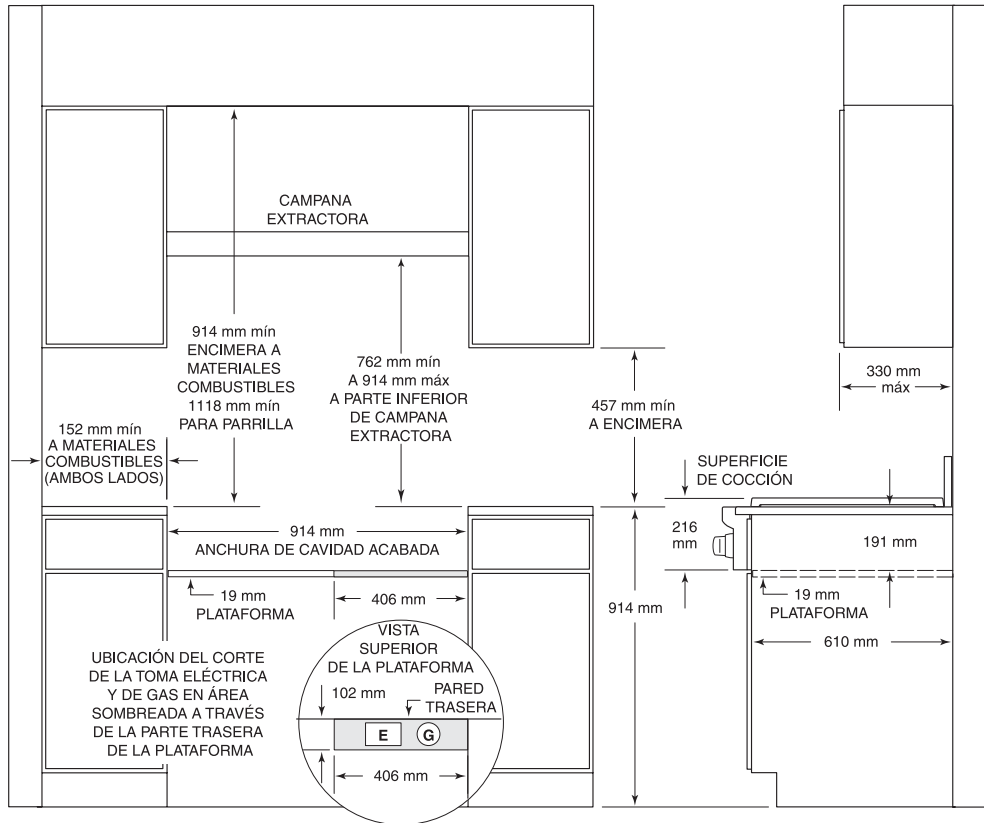 CAMPANA
EXTRACTORA
914 mm mín
ENCIMERA A
MATERIALES
COMBUSTIBLES
1118 mm mín
PARA PARRILLA
762 mm mín
A 914 mm máx
A PARTE INFERIOR
DE CAMPANA
EXTRACTORA
457 mm mín
A ENCIMERA
330 mm
máx
152 mm mín
A MATERIALES
COMBUSTIBLES
(AMBOS LADOS)
SUPERFICIE
DE COCCIÓN
914 mm
ANCHURA DE CAVIDAD ACABADA
216
mm
191 mm
19 mm
PLATAFORMA
406 mm
914 mm
19 mm
PLATAFORMA
610 mm
UBICACIÓN DEL CORTE
DE LA TOMA ELÉCTRICA
Y DE GAS EN ÁREA
SOMBREADA A TRAVÉS
DE LA PARTE TRASERA
DE LA PLATAFORMA
VISTA
SUPERIOR
DE LA PLATAFORMA
102 mm
PARED
TRASERA
E
G
406 mm